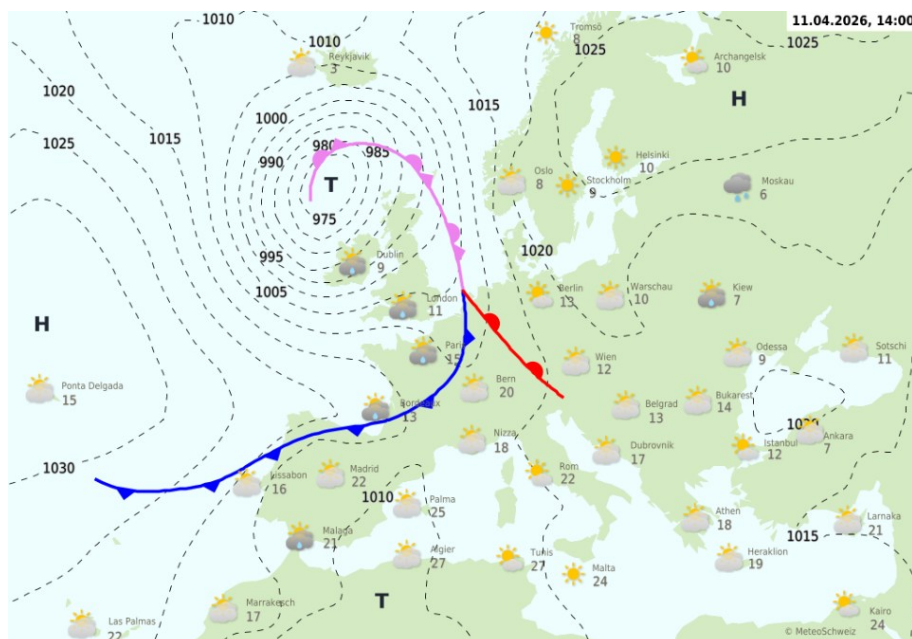 11.04.2026, 14:00
1010
1010
Tromsö
8
1025
1025
Reykjavik
3
Archangelsk
10
1020
H
1015
1000
1025
1015
980
985
990
Helsinki
10
T
Oslo
8
Stockholm
9
Moskau
6
975
Dublin
9
995
1020
1005
Berlin
13
Warschau
10
Kiew
7
London
11
H
Paris
15
Wien
12
Odessa
9
Sotschi
11
Ponta Delgada
15
Bern
20
Bordeaux
13
Belgrad
13
Bukarest
14
1020
Nizza
18
Dubrovnik
17
Istanbul
12
Ankara
7
1030
Lissabon
16
Madrid
22
Rom
22
1010
Palma
25
Athen
18
Larnaka
21
Malaga
21
1015
Algier
27
Tunis
27
Malta
24
Heraklion
19
T
Marrakesch
17
Las Palmas
22
Kairo
24
© MeteoSchweiz